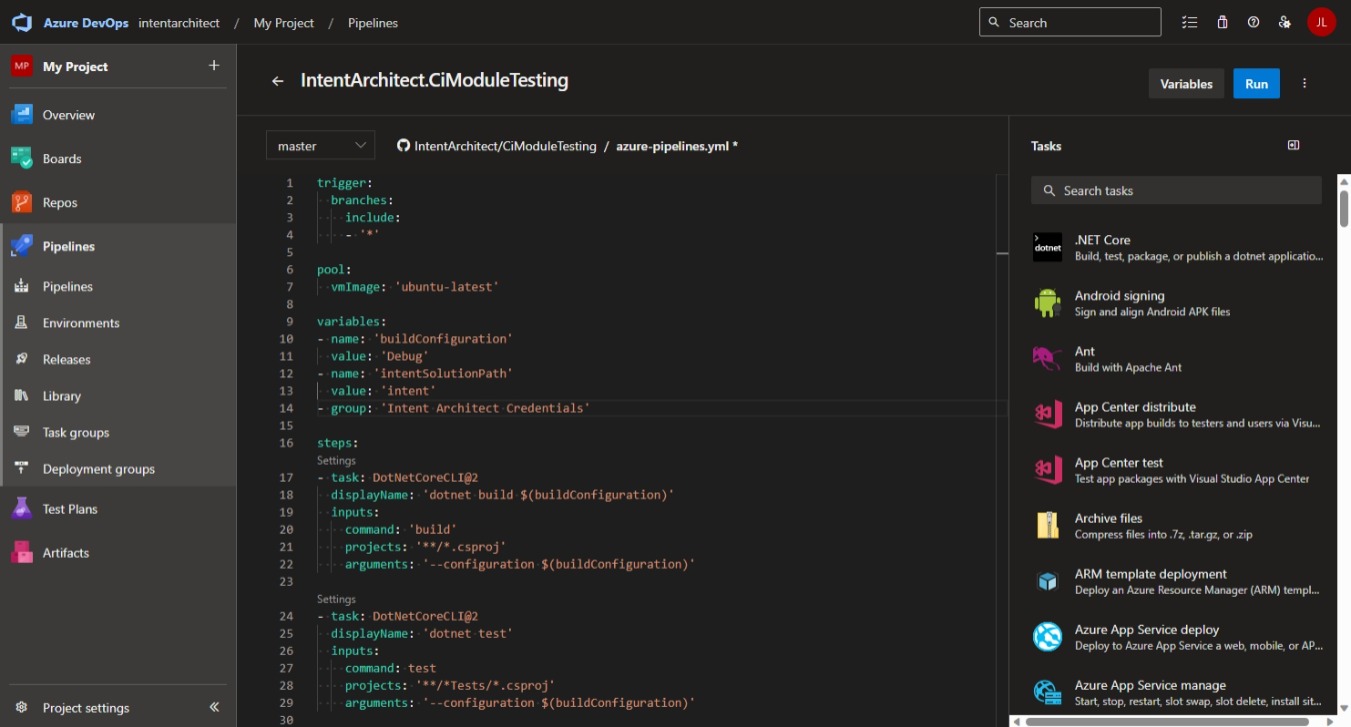 Azure DevOps intentarchitect / My Project / Pipelines
Search
JL
MP My Project +
Overview
Boards
Repos
Pipelines
Pipelines
Environments
Releases
Library
Task groups
Deployment groups
Test Plans
Artifacts
Project settings
← IntentArchitect.CiModuleTesting
Variables
Run
master
IntentArchitect/CiModuleTesting / azure-pipelines.yml *
1 trigger:
2 branches:
3 include:
4 - '*'
5
6 pool:
7 vmImage: 'ubuntu-latest'
8
9 variables:
10 - name: 'buildConfiguration'
11 value: 'Debug'
12 - name: 'intentSolutionPath'
13 value: 'intent'
14 - group: 'Intent Architect Credentials'
15
16 steps:
Settings
17 - task: DotNetCoreCLI@2
18 displayName: 'dotnet build $(buildConfiguration)'
19 inputs:
20 command: 'build'
21 projects: '**/*.csproj'
22 arguments: '--configuration $(buildConfiguration)'
23
Settings
24 - task: DotNetCoreCLI@2
25 displayName: 'dotnet test'
26 inputs:
27 command: test
28 projects: '**/*Tests/*.csproj'
29 arguments: '--configuration $(buildConfiguration)'
30
Tasks
Search tasks
dotnet
.NET Core
Build, test, package, or publish a dotnet applicatio...
Android signing
Sign and align Android APK files
Ant
Build with Apache Ant
App Center distribute
Distribute app builds to testers and users via Visu...
App Center test
Test app packages with Visual Studio App Center
Archive files
Compress files into .7z, .tar.gz, or .zip
ARM template deployment
Deploy an Azure Resource Manager (ARM) templ...
Azure App Service deploy
Deploy to Azure App Service a web, mobile, or AP...
Azure App Service manage
Start, stop, restart, slot swap, slot delete, install sit...